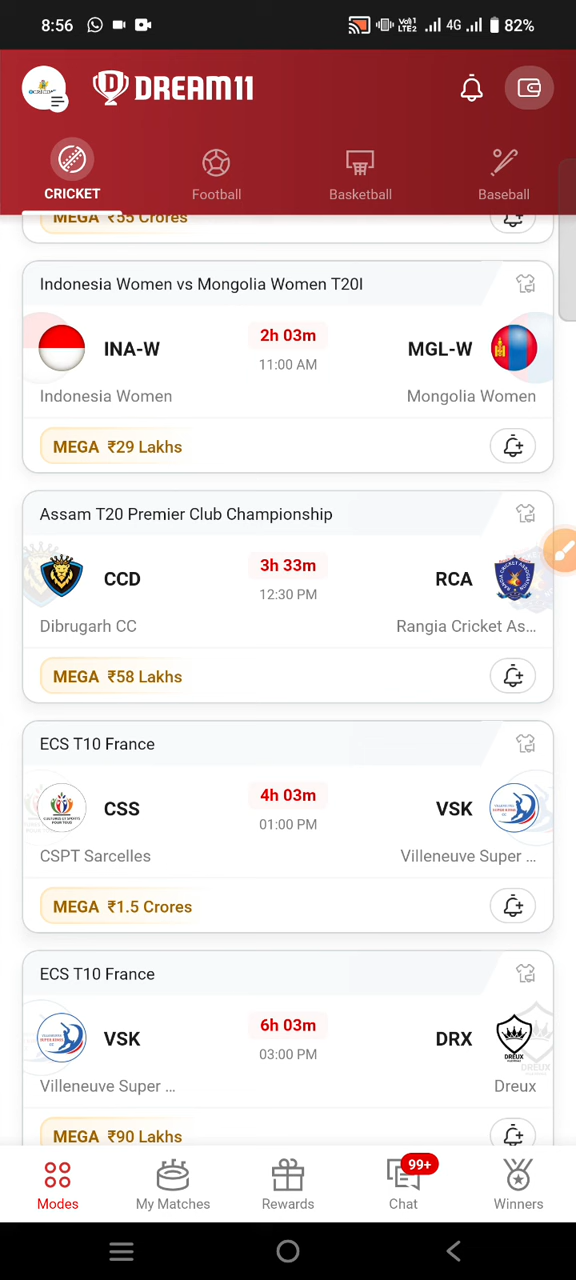 8:56
Vo1)
LTE2
4G
82%
DREAM11
CRICKET
Football
Basketball
Baseball
MEGA ₹55 Crores
Indonesia Women vs Mongolia Women T20I
INA-W 2h 03m MGL-W
11:00 AM
Indonesia Women Mongolia Women
MEGA ₹29 Lakhs
Assam T20 Premier Club Championship
CCD 3h 33m RCA
12:30 PM
Dibrugarh CC Rangia Cricket As...
MEGA ₹58 Lakhs
ECS T10 France
CSS 4h 03m VSK
01:00 PM
CSPT Sarcelles Villeneuve Super ...
MEGA ₹1.5 Crores
ECS T10 France
VSK 6h 03m DRX
03:00 PM
DREUX
Villeneuve Super ... Dreux
MEGA ₹90 Lakhs
99+
Modes
My Matches
Rewards
Chat
Winners